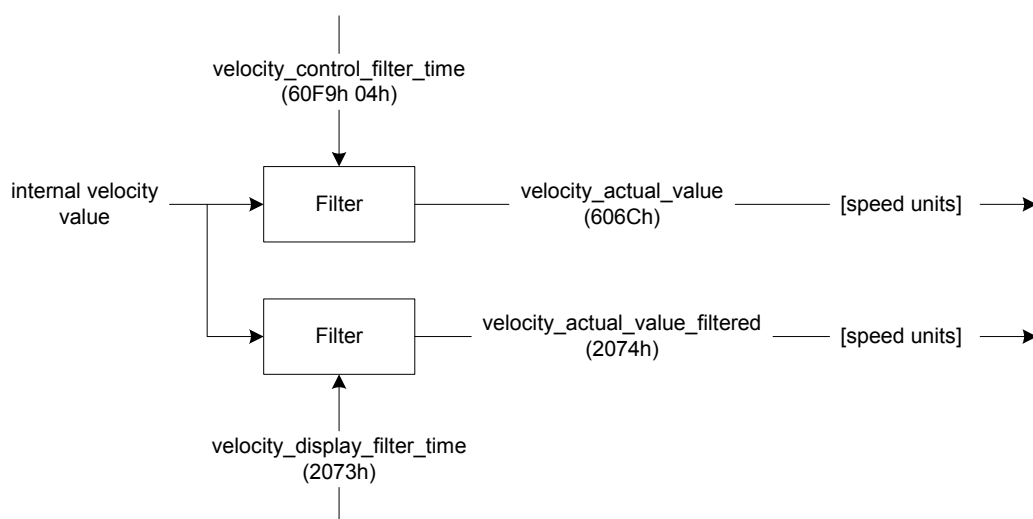 velocity_control_filter_time
(60F9h 04h)
internal velocity
value
Filter
velocity_actual_value
(606Ch)
[speed units]
Filter
velocity_actual_value_filtered
(2074h)
[speed units]
velocity_display_filter_time
(2073h)